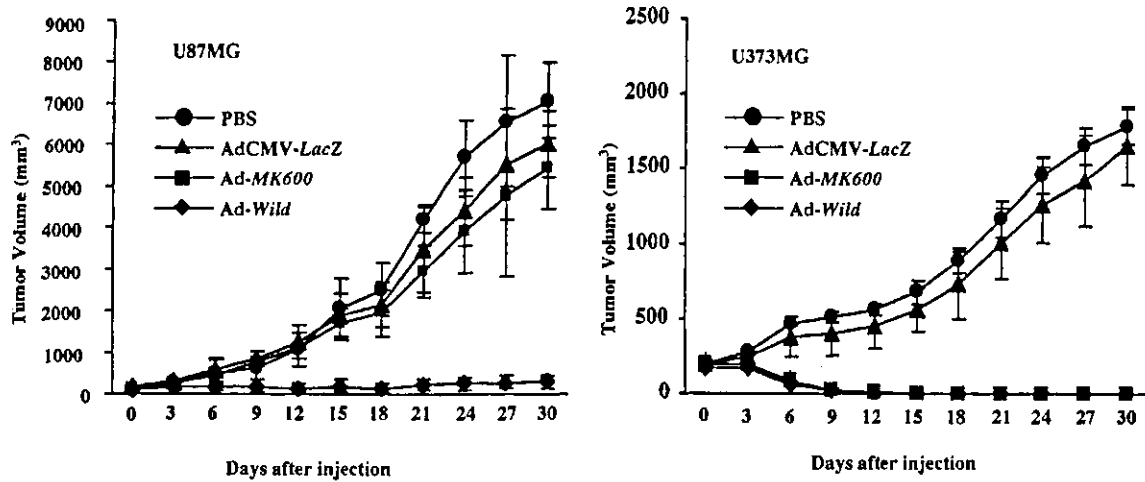 U87MG
PBS
AdCMV-LacZ
Ad-MK600
Ad-Wild
Tumor Volume (mm³)
9000
8000
7000
6000
5000
4000
3000
2000
1000
0
0 3 6 9 12 15 18 21 24 27 30
Days after injection
U373MG
PBS
AdCMV-LacZ
Ad-MK600
Ad-Wild
Tumor Volume (mm³)
2500
2000
1500
1000
500
0
0 3 6 9 12 15 18 21 24 27 30
Days after injection